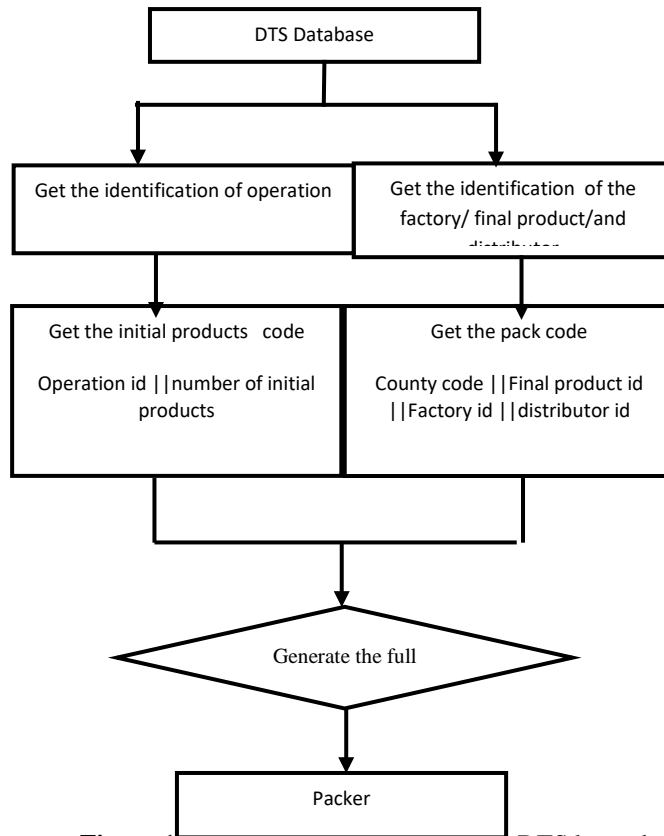 DTS Database
Get the identification of operation
Get the identification of the
factory/ final product/and
distributor
Get the initial products code
Operation id ||number of initial
products
Get the pack code
County code ||Final product id
||Factory id ||distributor id
Generate the full
Packer
DTS